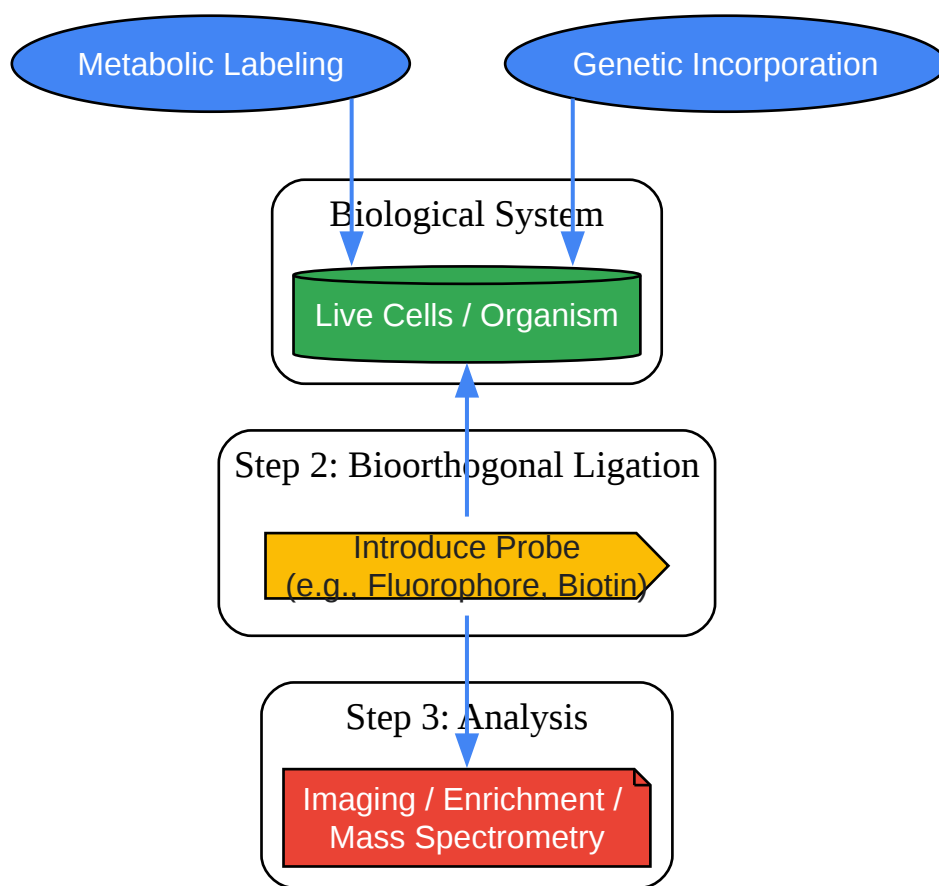 Metabolic Labeling
Genetic Incorporation
Biological System
Live Cells / Organism
Step 2: Bioorthogonal Ligation
Introduce Probe
(e.g., Fluorophore, Biotin)
Step 3: Analysis
Imaging / Enrichment /
Mass Spectrometry